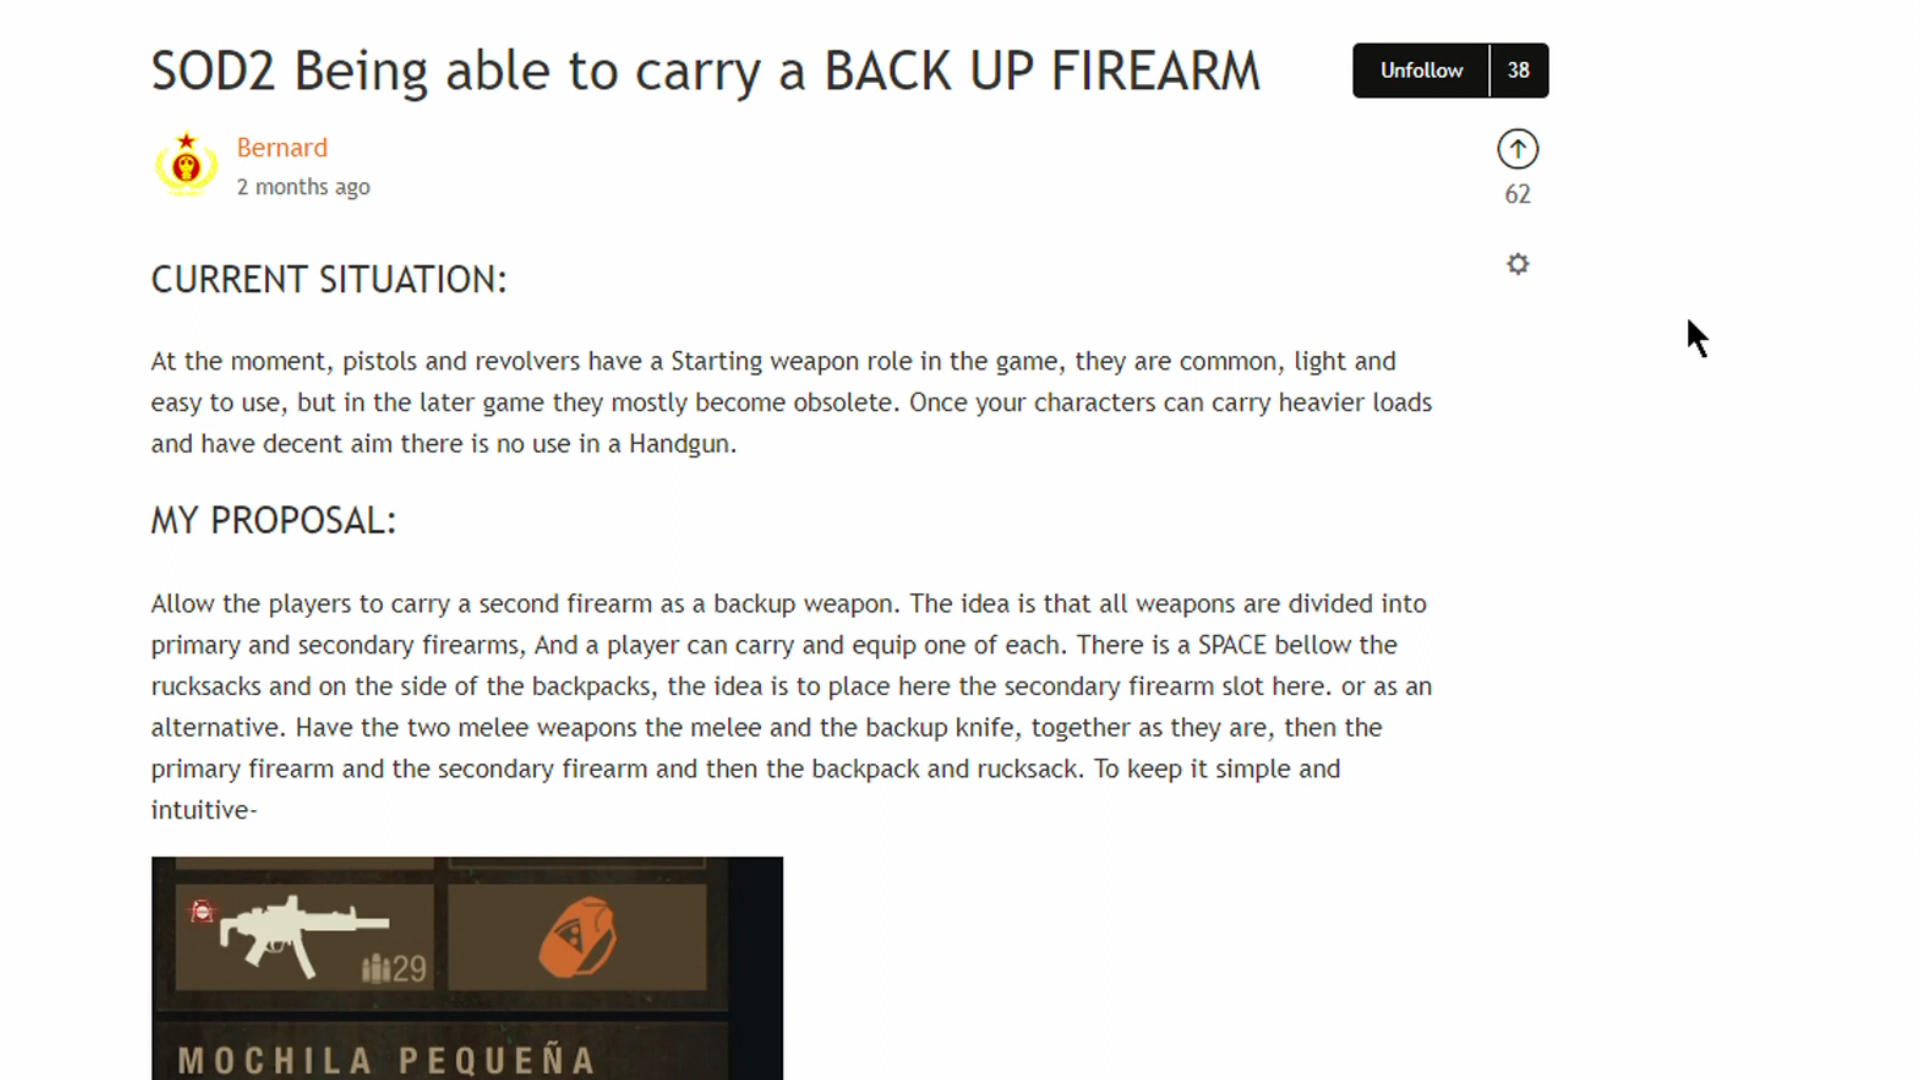 SOD2 Being able to carry a BACK UP FIREARM
Unfollow 38
Bernard
2 months ago
62
CURRENT SITUATION:
At the moment, pistols and revolvers have a Starting weapon role in the game, they are common, light and
easy to use, but in the later game they mostly become obsolete. Once your characters can carry heavier loads
and have decent aim there is no use in a Handgun.
MY PROPOSAL:
Allow the players to carry a second firearm as a backup weapon. The idea is that all weapons are divided into
primary and secondary firearms, And a player can carry and equip one of each. There is a SPACE bellow the
rucksacks and on the side of the backpacks, the idea is to place here the secondary firearm slot here. or as an
alternative. Have the two melee weapons the melee and the backup knife, together as they are, then the
primary firearm and the secondary firearm and then the backpack and rucksack. To keep it simple and
intuitive-
29
MOCHILA PEQUEÑA